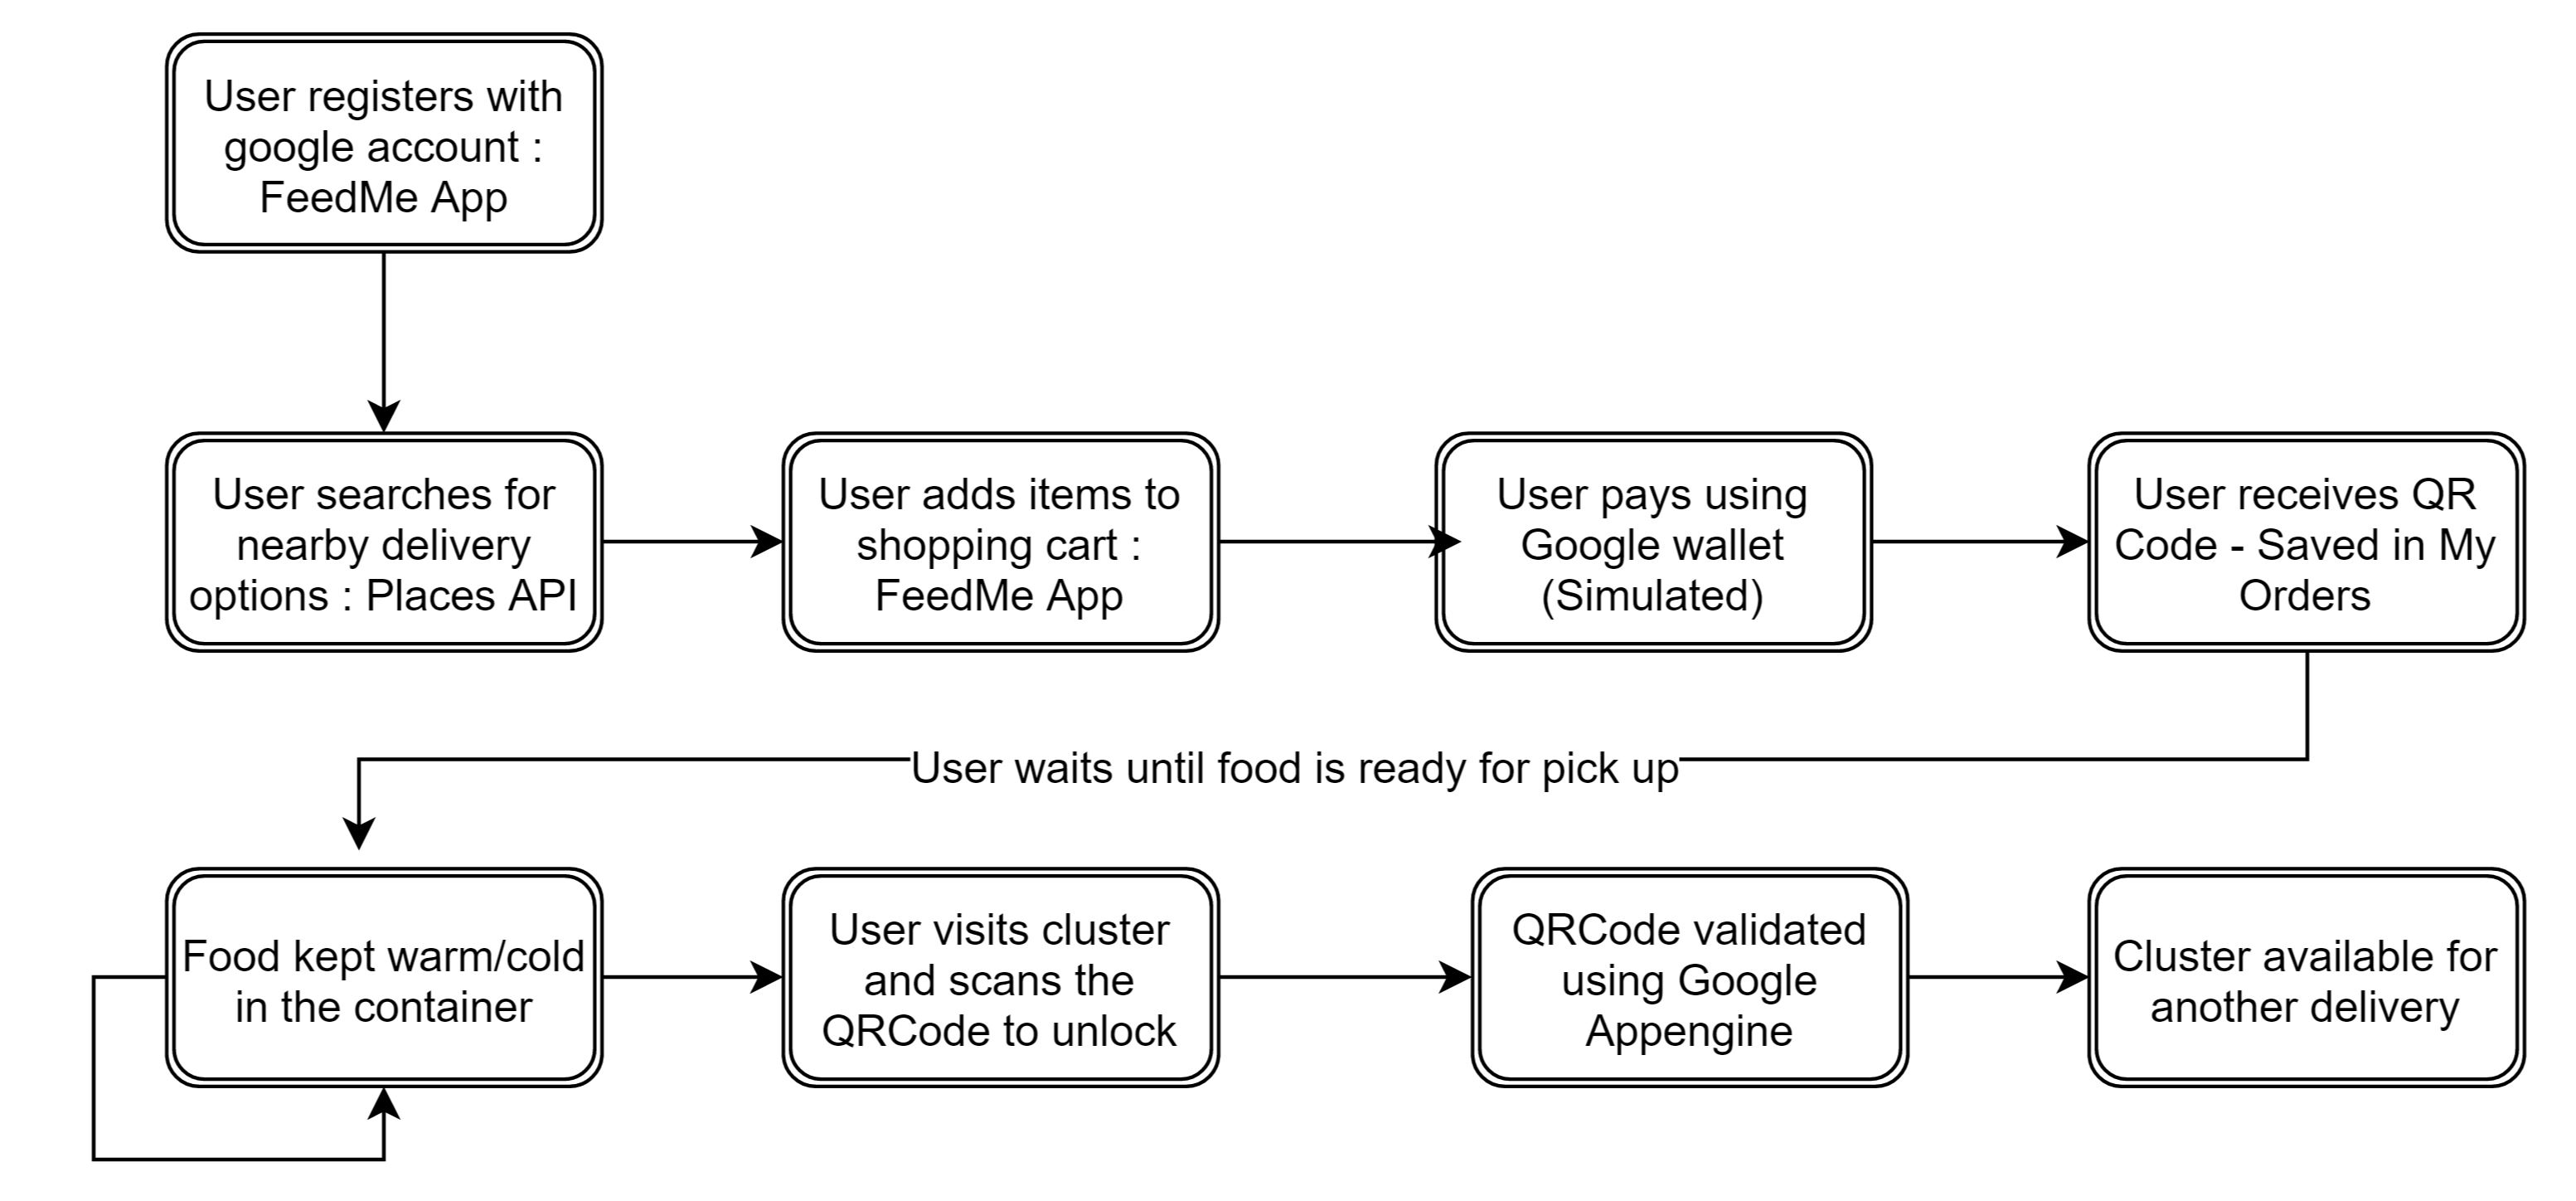 User registers with
google account :
FeedMe App
User searches for
nearby delivery
options : Places API
User adds items to
shopping cart :
FeedMe App
User pays using
Google wallet
(Simulated)
User receives QR
Code - Saved in My
Orders
User waits until food is ready for pick up
Food kept warm/cold
in the container
User visits cluster
and scans the
QRCode to unlock
QRCode validated
using Google
Appengine
Cluster available for
another delivery